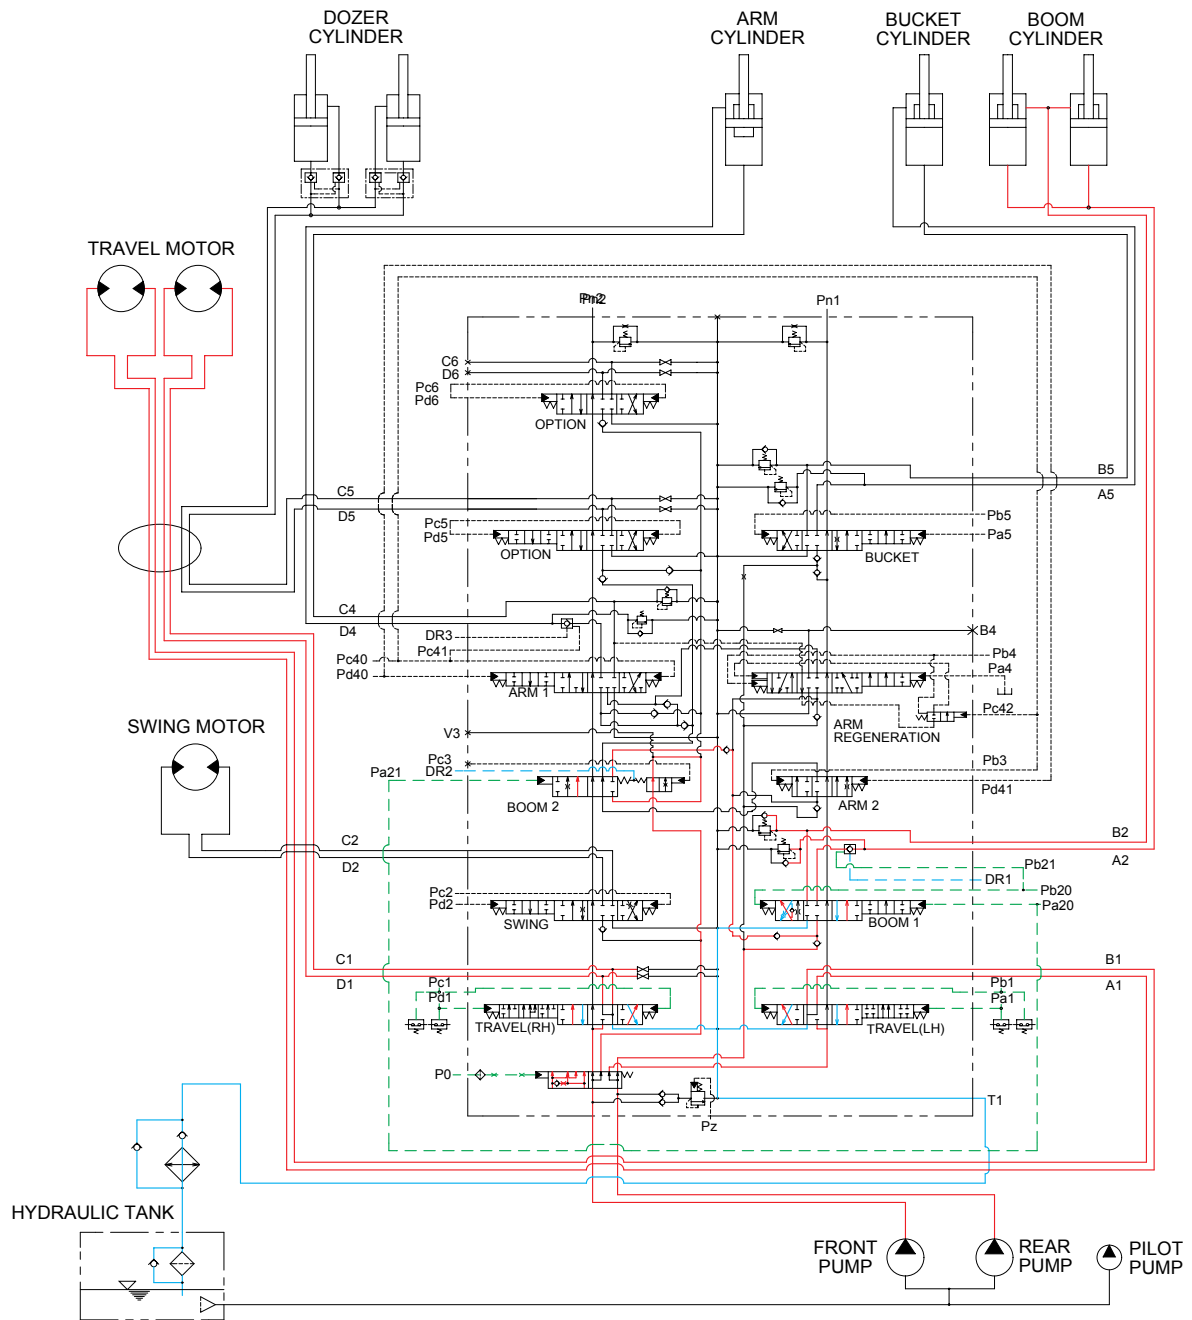 DOZER
CYLINDER
ARM
CYLINDER
BUCKET
CYLINDER
BOOM
CYLINDER
TRAVEL MOTOR
Pn1
C6
D6
Pc6
Pd6
OPTION
C5
D5
B5
A5
Pc5
Pd5
OPTION
Pb5
Pa5
BUCKET
C4
D4
DR3
Pc41
B4
Pc40
Pd40
ARM 1
Pb4
Pa4
Pc42
ARM
REGENERATION
SWING MOTOR
V3
Pc3
DR2
Pa21
BOOM 2
Pb3
Pd41
ARM 2
C2
D2
B2
A2
Pb21
DR1
Pc2
Pd2
SWING
Pb20
Pa20
BOOM 1
C1
D1
B1
A1
Pc1
Pd1
TRAVEL(RH)
Pb1
Pa1
TRAVEL(LH)
P0
Pz
T1
HYDRAULIC TANK
FRONT
PUMP
REAR
PUMP
PILOT
PUMP